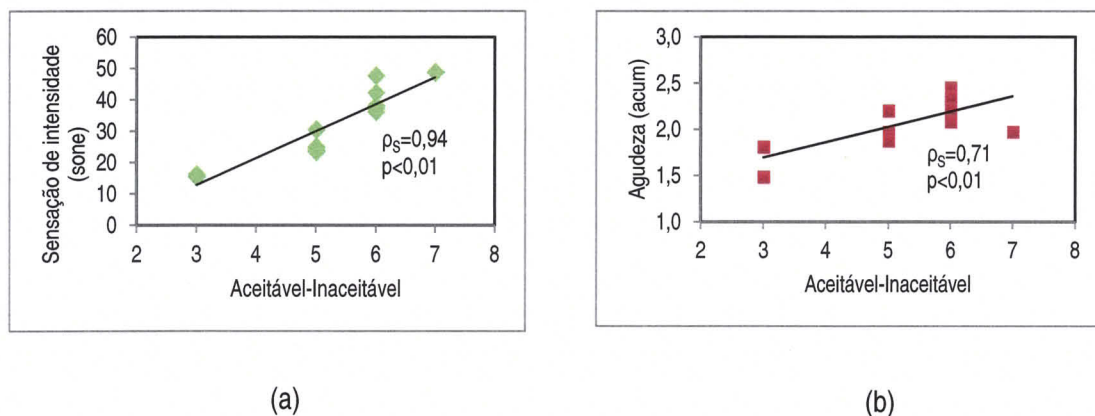 60
50
40
30
20
10
0
Sensação de intensidade
(sone)
ρS=0,94
p<0,01
2 3 4 5 6 7 8
Aceitável-Inaceitável
(a)
3,0
2,5
2,0
1,5
1,0
Agudeza (acum)
ρS=0,71
p<0,01
2 3 4 5 6 7 8
Aceitável-Inaceitável
(b)